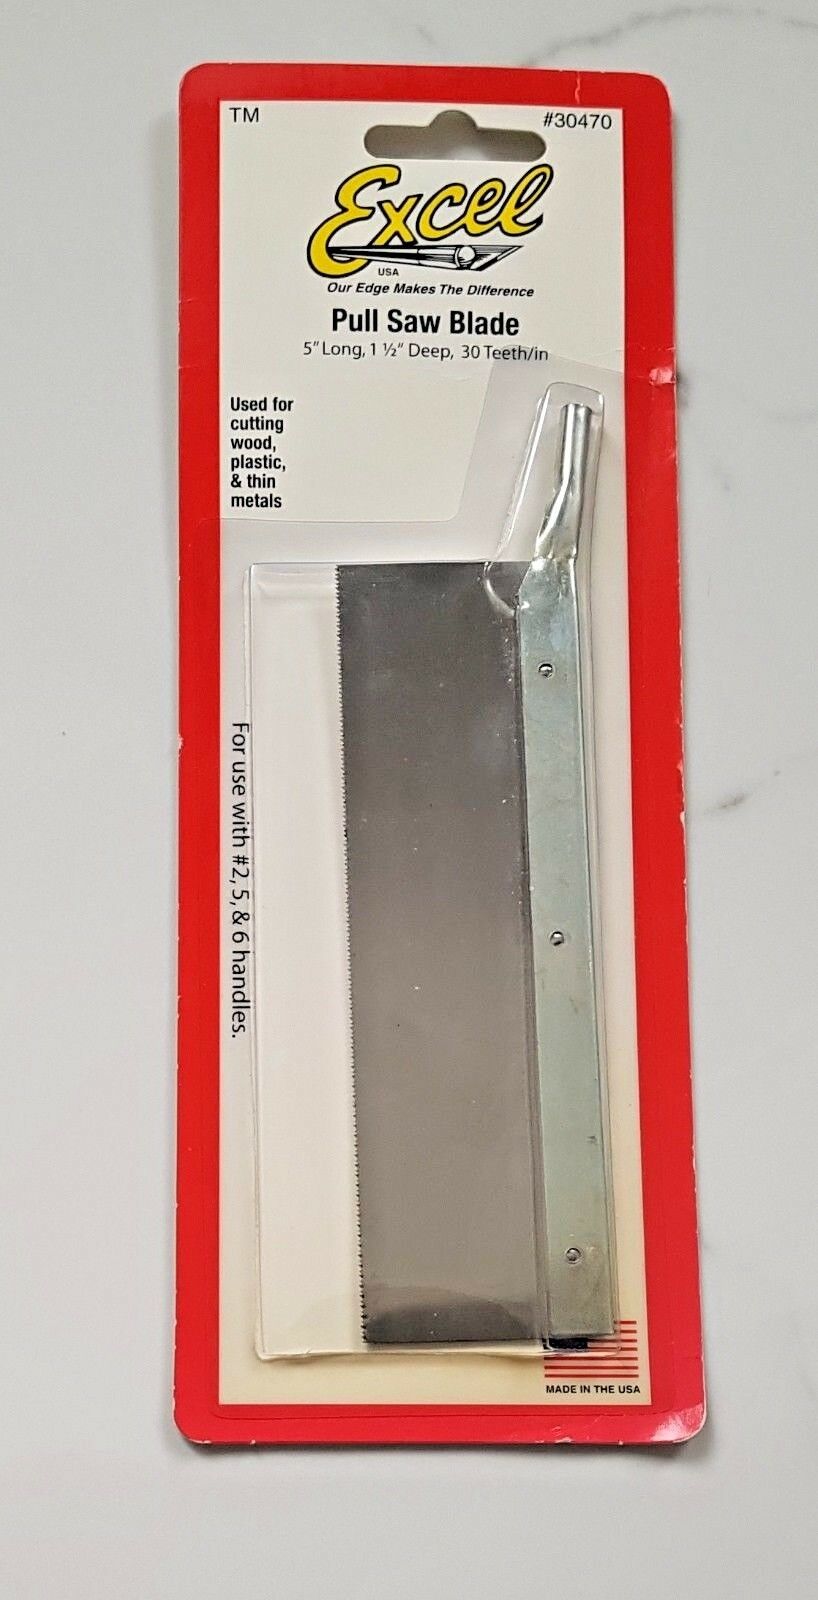 TM
#30470
Excel
USA
Our Edge Makes The Difference
Pull Saw Blade
5" Long, 1 ½" Deep, 30 Teeth/in
Used for
cutting
wood,
plastic,
& thin
metals
For use with #2, 5, & 6 handles.
MADE IN THE USA